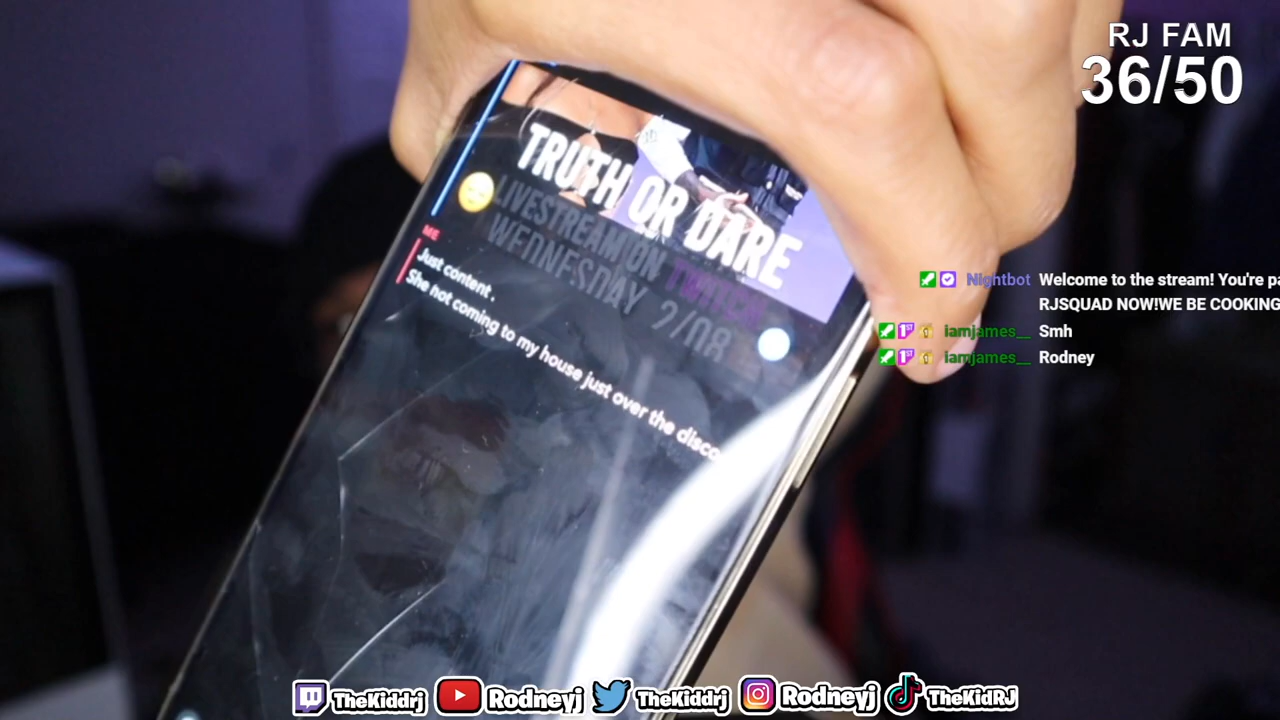 RJ FAM
36/50
TRUTH OR DARE
LIVESTREAM ON TWITCH
WEDNESDAY 2/08
ME
Just content .
She not coming to my house just over the disco
Nightbot Welcome to the stream! You're pa
RJSQUAD NOW!WE BE COOKING
iamjames__ Smh
iamjames__ Rodney
TheKiddrj Rodneyj TheKiddrj Rodneyj TheKidRJ